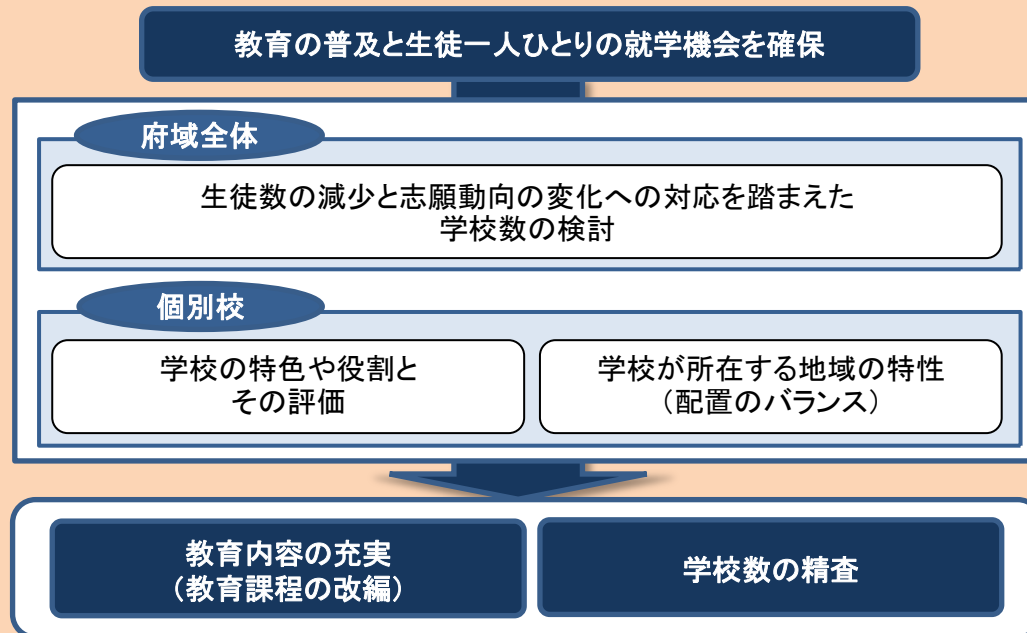 教育の普及と生徒一人ひとりの就学機会を確保
府域全体
生徒数の減少と志願動向の変化への対応を踏まえた
学校数の検討
個別校
学校の特色や役割と
その評価
学校が所在する地域の特性
（配置のバランス）
教育内容の充実
（教育課程の改編）
学校数の精査